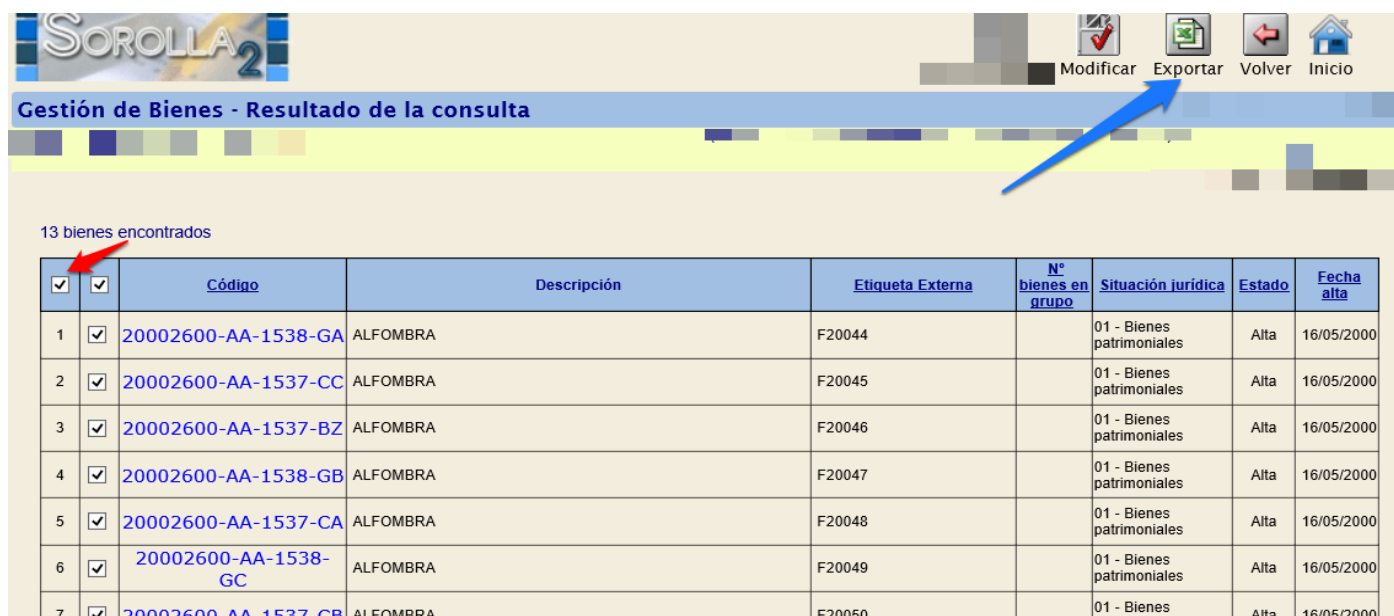 SOROLLA2
Modificar Exportar Volver Inicio
Gestión de Bienes - Resultado de la consulta
13 bienes encontrados
Código Descripción Etiqueta Externa Nº bienes en grupo Situación jurídica Estado Fecha alta
1 20002600-AA-1538-GA ALFOMBRA F20044 01 - Bienes patrimoniales Alta 16/05/2000
2 20002600-AA-1537-CC ALFOMBRA F20045 01 - Bienes patrimoniales Alta 16/05/2000
3 20002600-AA-1537-BZ ALFOMBRA F20046 01 - Bienes patrimoniales Alta 16/05/2000
4 20002600-AA-1538-GB ALFOMBRA F20047 01 - Bienes patrimoniales Alta 16/05/2000
5 20002600-AA-1537-CA ALFOMBRA F20048 01 - Bienes patrimoniales Alta 16/05/2000
6 20002600-AA-1538-GC ALFOMBRA F20049 01 - Bienes patrimoniales Alta 16/05/2000
7 20002600-AA-1537-CB ALFOMBRA F20050 01 - Bienes Alta 16/05/2000